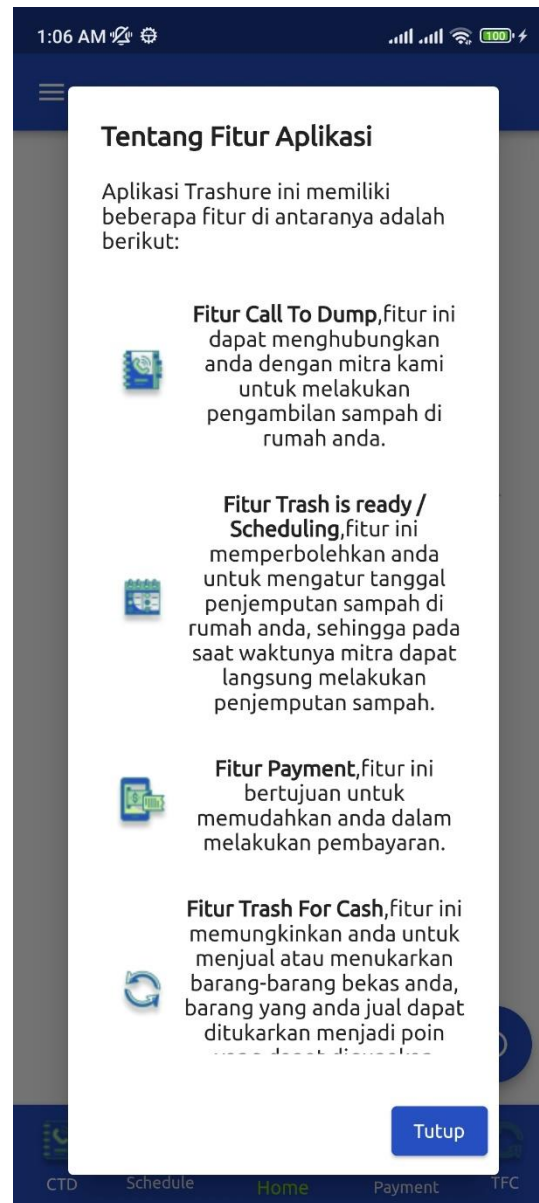 1:06 AM
100
Tentang Fitur Aplikasi
Aplikasi Trashure ini memiliki
beberapa fitur di antaranya adalah
berikut:
Fitur Call To Dump,fitur ini
dapat menghubungkan
anda dengan mitra kami
untuk melakukan
pengambilan sampah di
rumah anda.
Fitur Trash is ready /
Scheduling,fitur ini
memperbolehkan anda
untuk mengatur tanggal
penjemputan sampah di
rumah anda, sehingga pada
saat waktunya mitra dapat
langsung melakukan
penjemputan sampah.
Fitur Payment,fitur ini
bertujuan untuk
memudahkan anda dalam
melakukan pembayaran.
Fitur Trash For Cash,fitur ini
memungkinkan anda untuk
menjual atau menukarkan
barang-barang bekas anda,
barang yang anda jual dapat
ditukarkan menjadi poin
Tutup
CTD
Schedule
Home
Payment
TFC